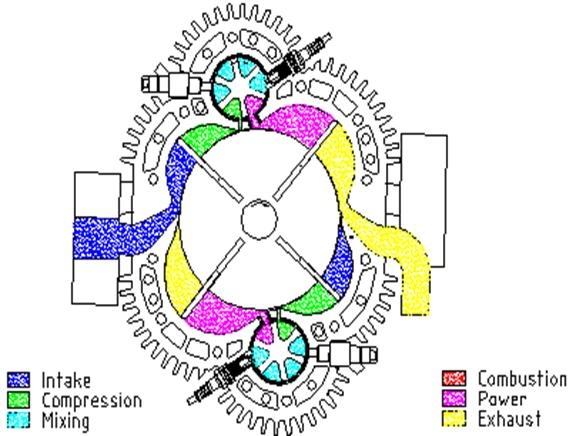 Intake
Compression
Mixing
Combustion
Power
Exhaust